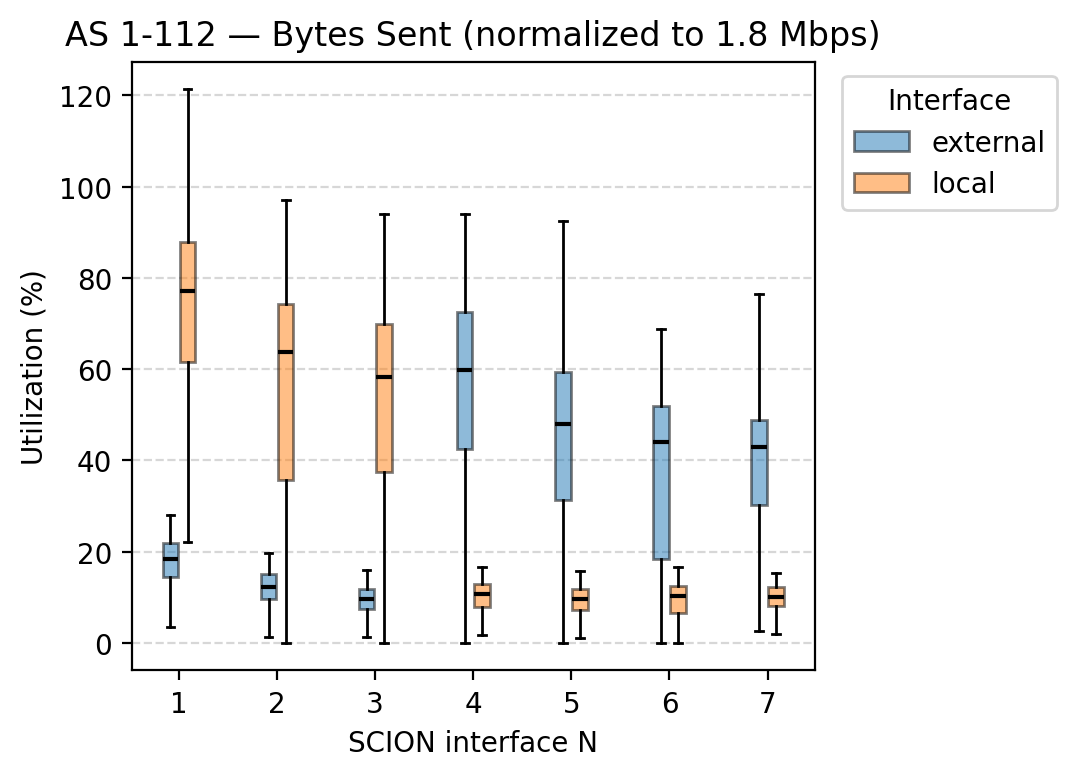 AS 1-112 — Bytes Sent (normalized to 1.8 Mbps)
Interface
external
local
Utilization (%)
120
100
80
60
40
20
0
1 2 3 4 5 6 7
SCION interface N